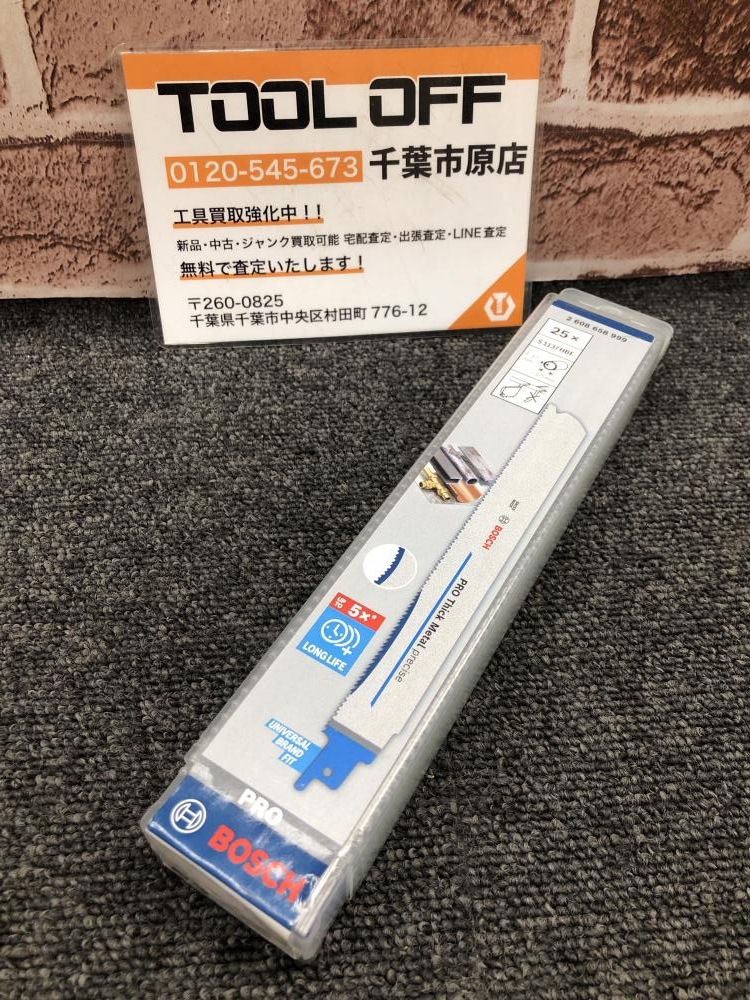 TOOL OFF
0120-545-673 千葉市原店
工具買取強化中！！
新品・中古・ジャンク買取可能 宅配査定・出張査定・LINE査定
無料で査定いたします！
〒260-0825
千葉県千葉市中央区村田町 776-12
2 608 658 999
25 ×
BOSCH
PRO Thick Metal precise
UP TO 5×
LONG LIFE
UNIVERSAL
BRAND
FIT
PRO
BOSCH